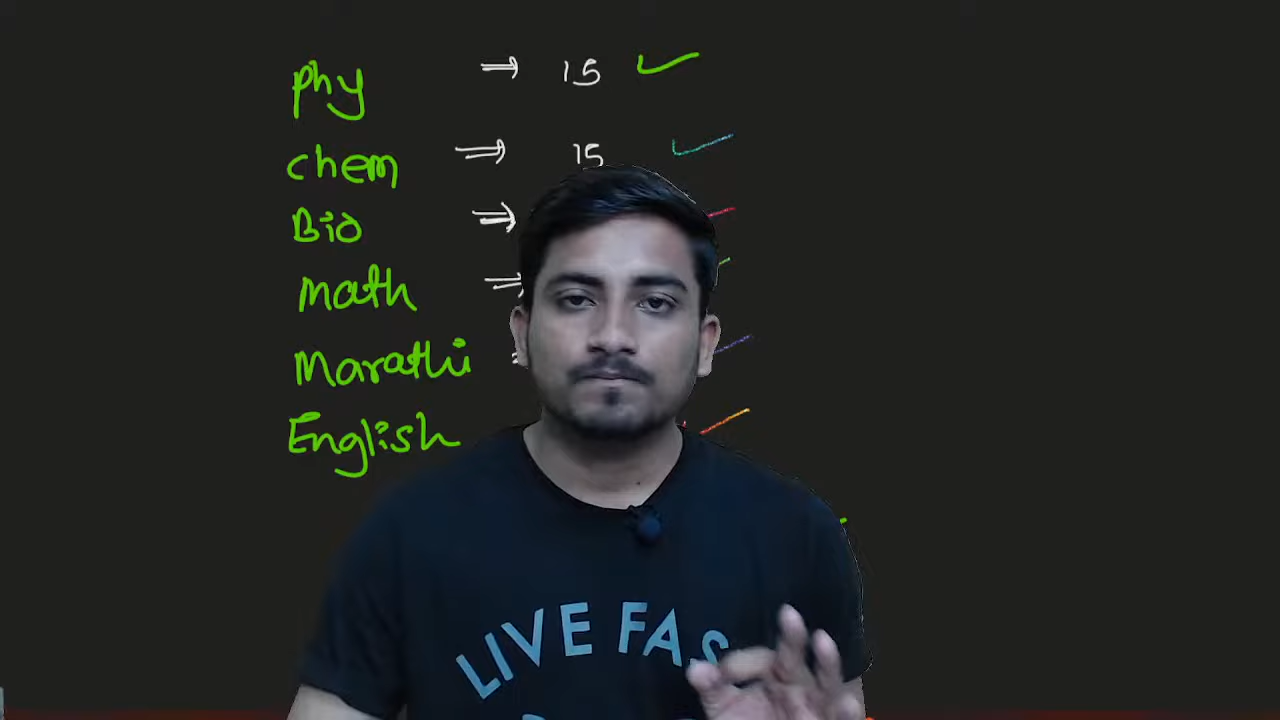 Phy ⇒ 15 ✓
chem ⇒ 15 ✓
Bio ⇒
math ⇒
Marathi
English
LIVE FAS